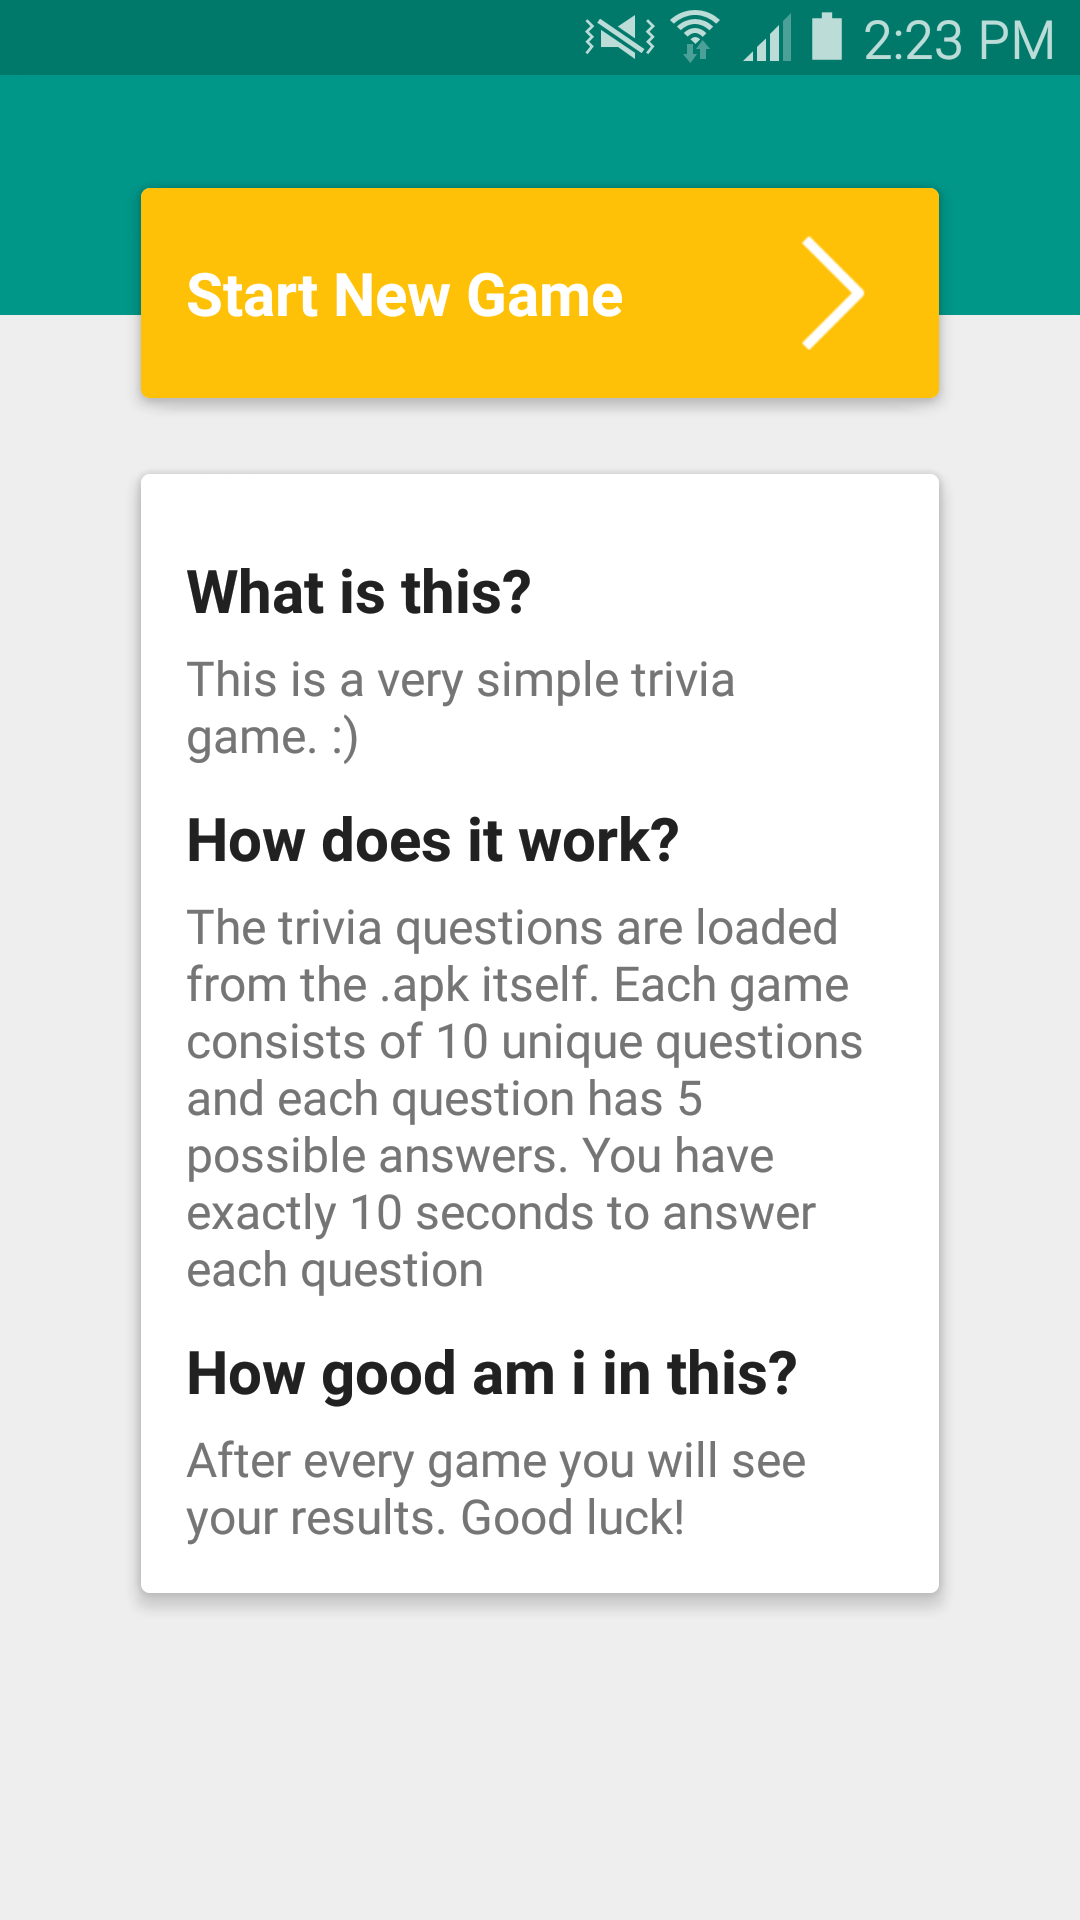 2:23 PM
Start New Game
What is this?
This is a very simple trivia
game. :)
How does it work?
The trivia questions are loaded
from the .apk itself. Each game
consists of 10 unique questions
and each question has 5
possible answers. You have
exactly 10 seconds to answer
each question
How good am i in this?
After every game you will see
your results. Good luck!